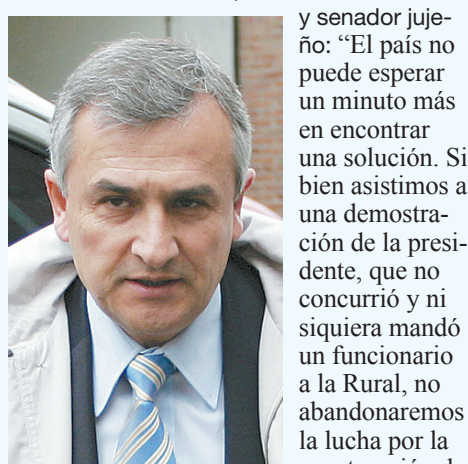 y senador juje-
ño: “El país no
puede esperar
un minuto más
en encontrar
una solución. Si
bien asistimos a
una demostra-
ción de la presi-
dente, que no
concurrió y ni
siquiera mandó
un funcionario
a la Rural, no
abandonaremos
la lucha por la